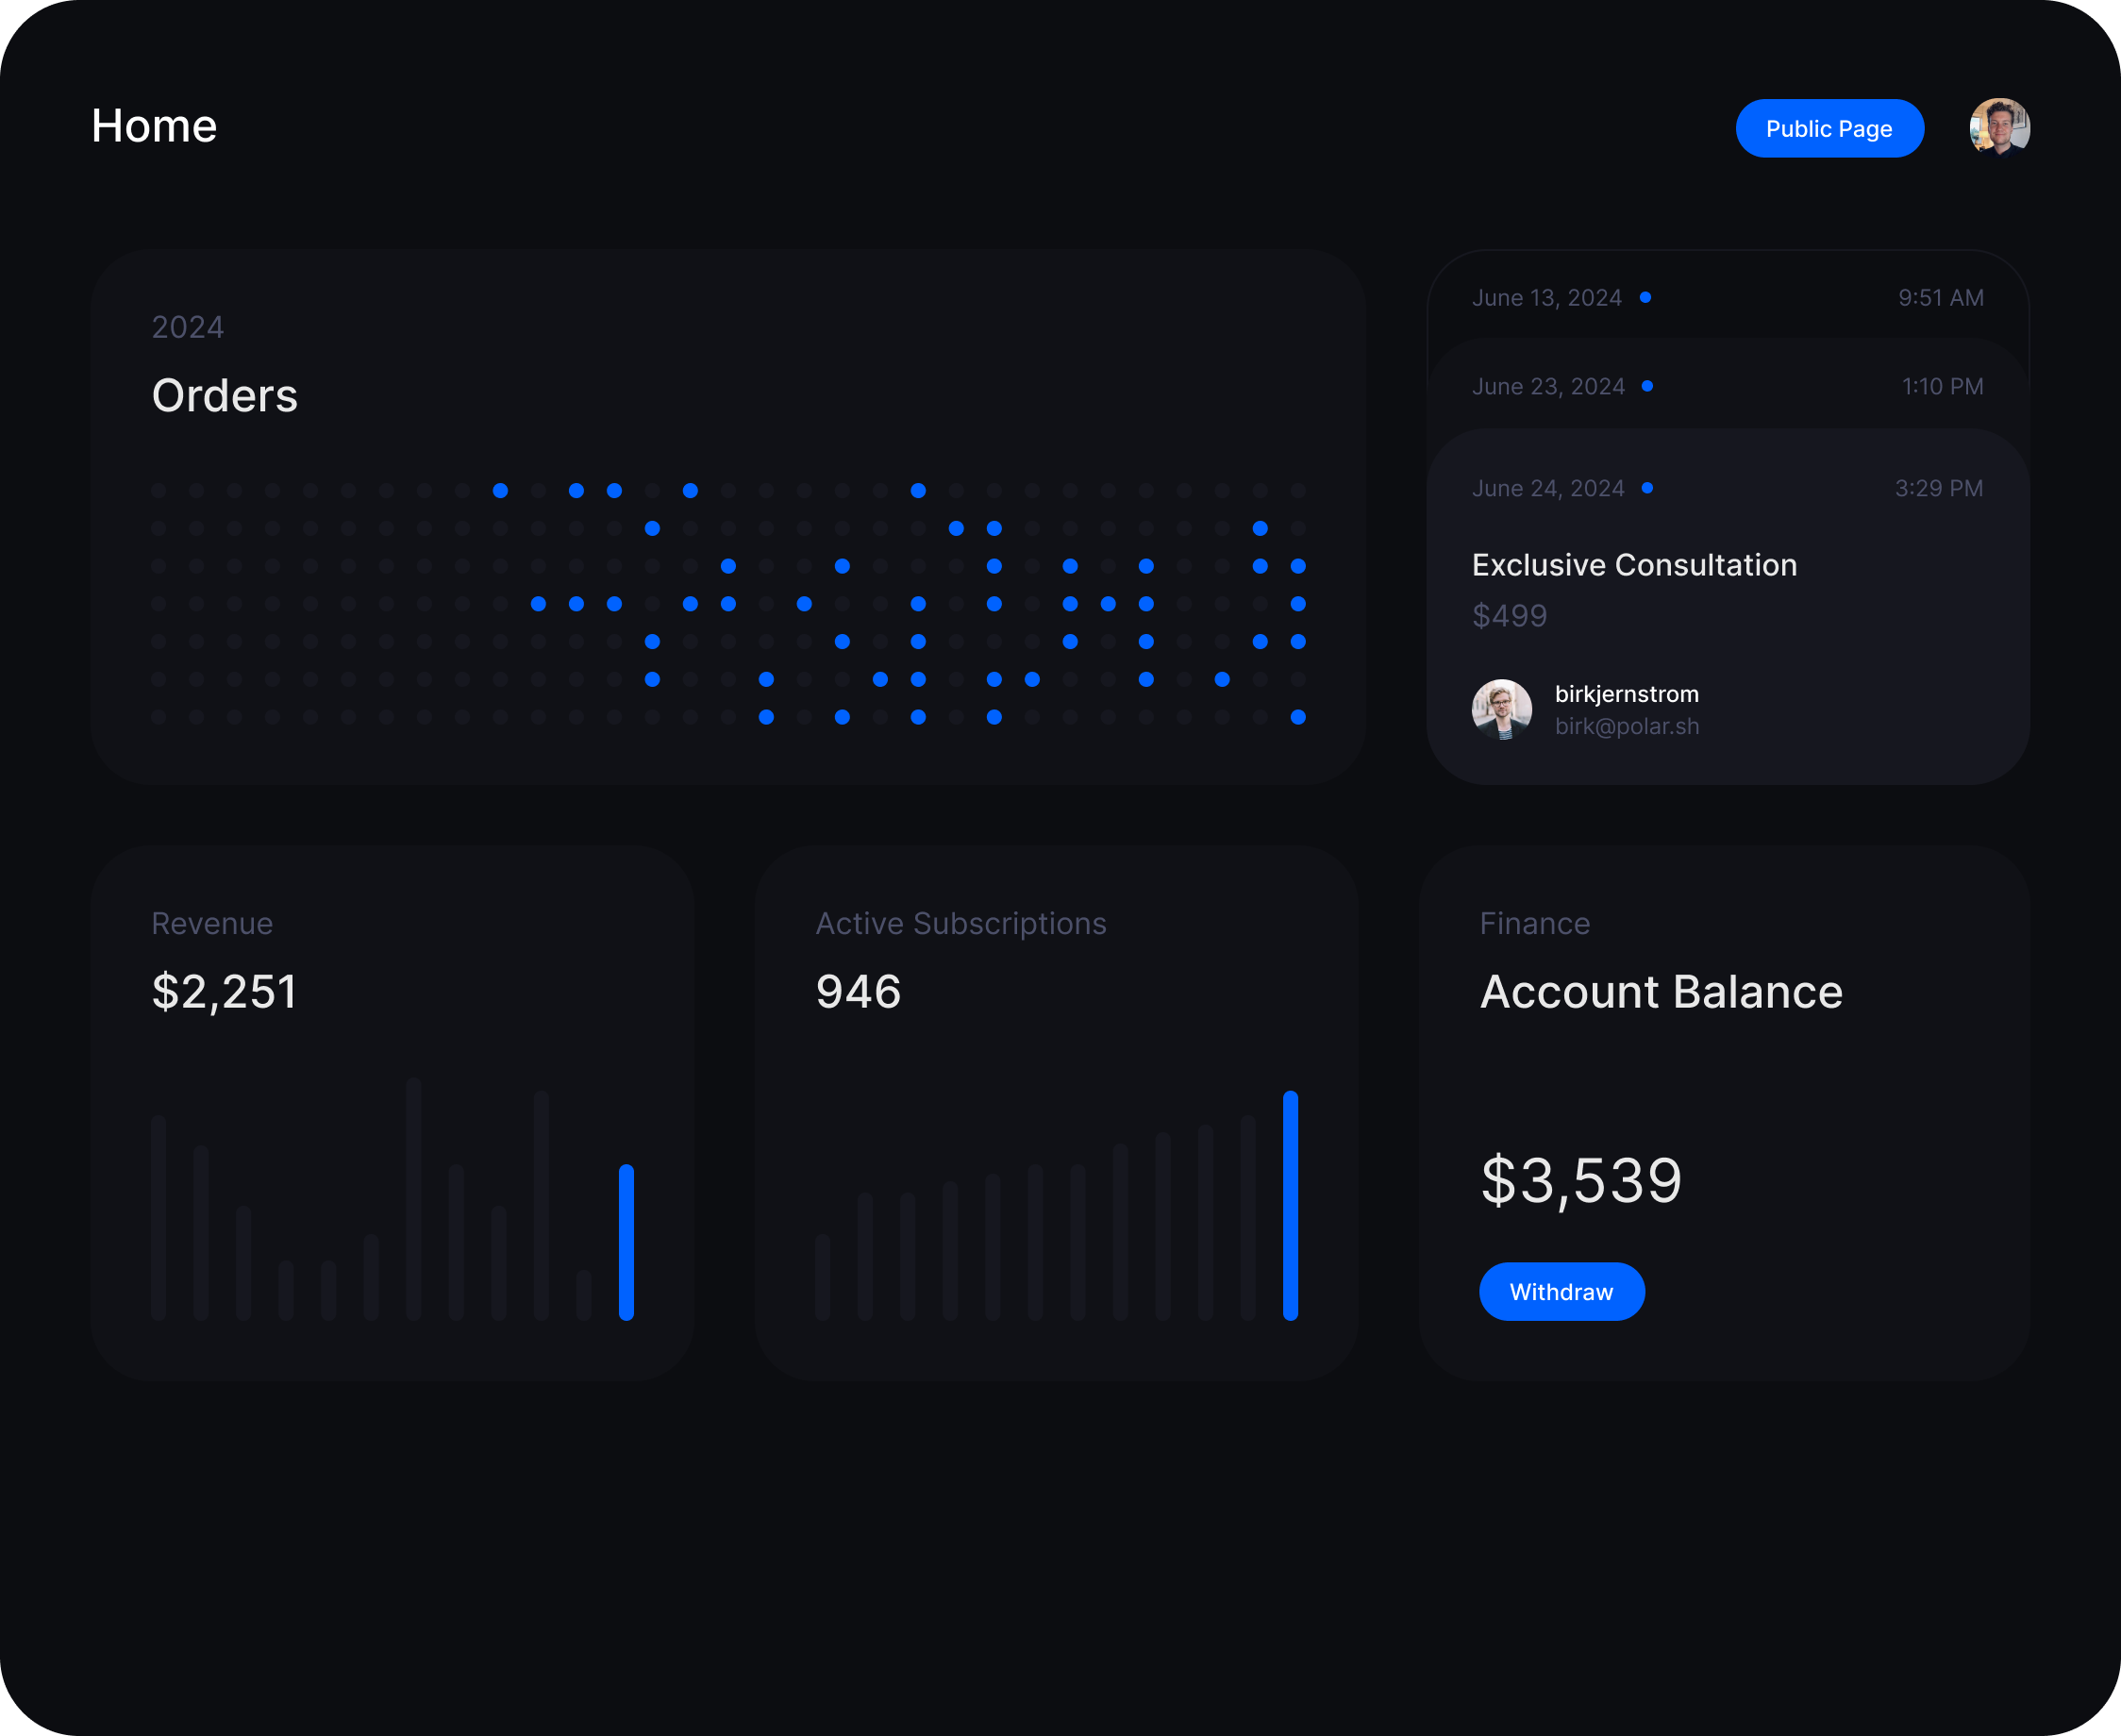 Home
Public Page
2024
Orders
June 13, 2024
9:51 AM
June 23, 2024
1:10 PM
June 24, 2024
3:29 PM
Exclusive Consultation
$499
birkjernstrom
birk@polar.sh
Revenue
$2,251
Active Subscriptions
946
Finance
Account Balance
$3,539
Withdraw